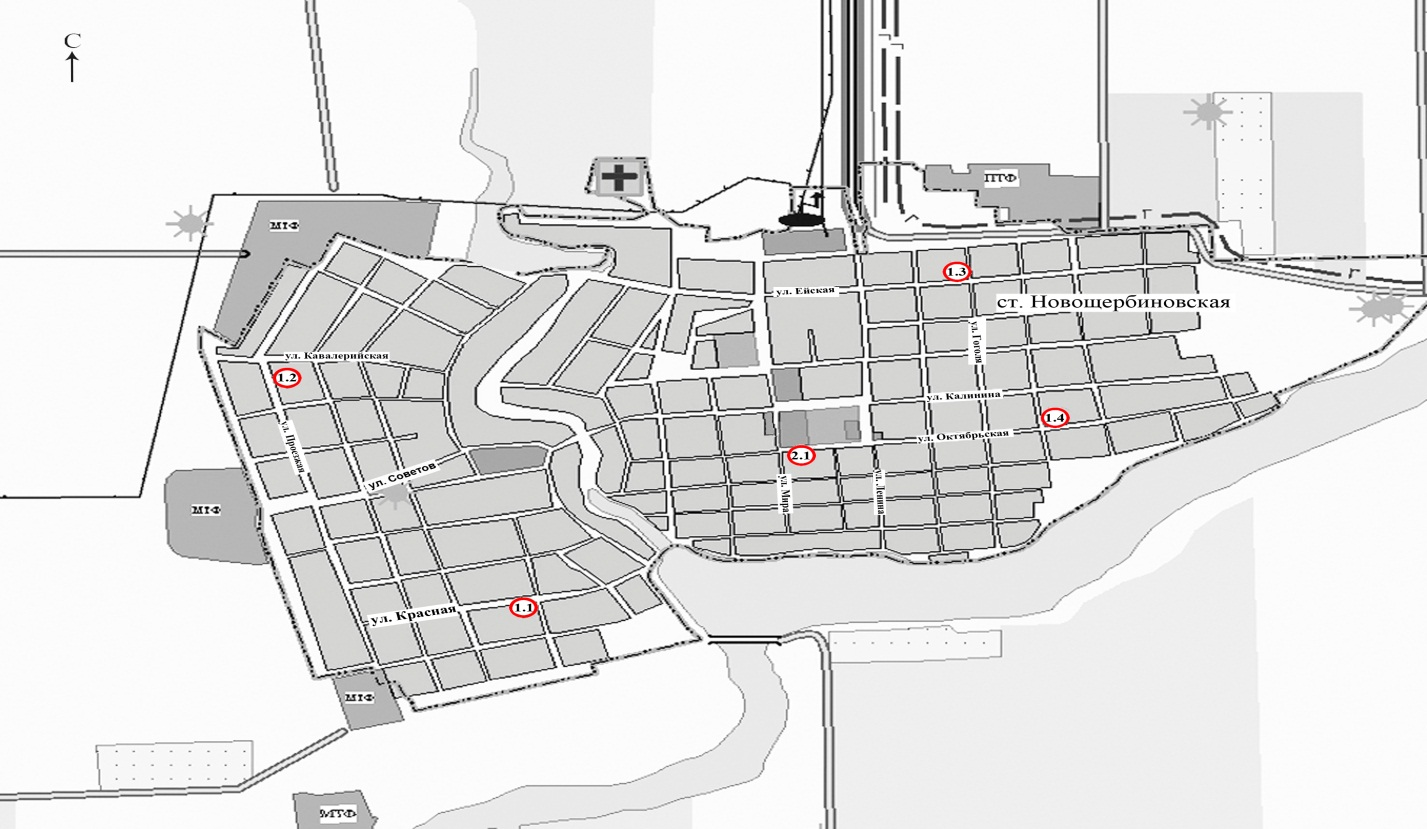 С
ПТФ
Г
МТФ
1.3
Г
ул. Ейская
ст. Новощербиновская
ул. Гоголя
ул. Кавалерийская
1.2
ул. Калинина
1.4
ул. Проезжая
ул. Октябрьская
2.1
ул. Советов
ул. Мира
ул. Ленина
МТФ
1.1
ул. Красная
МТФ
МТФ